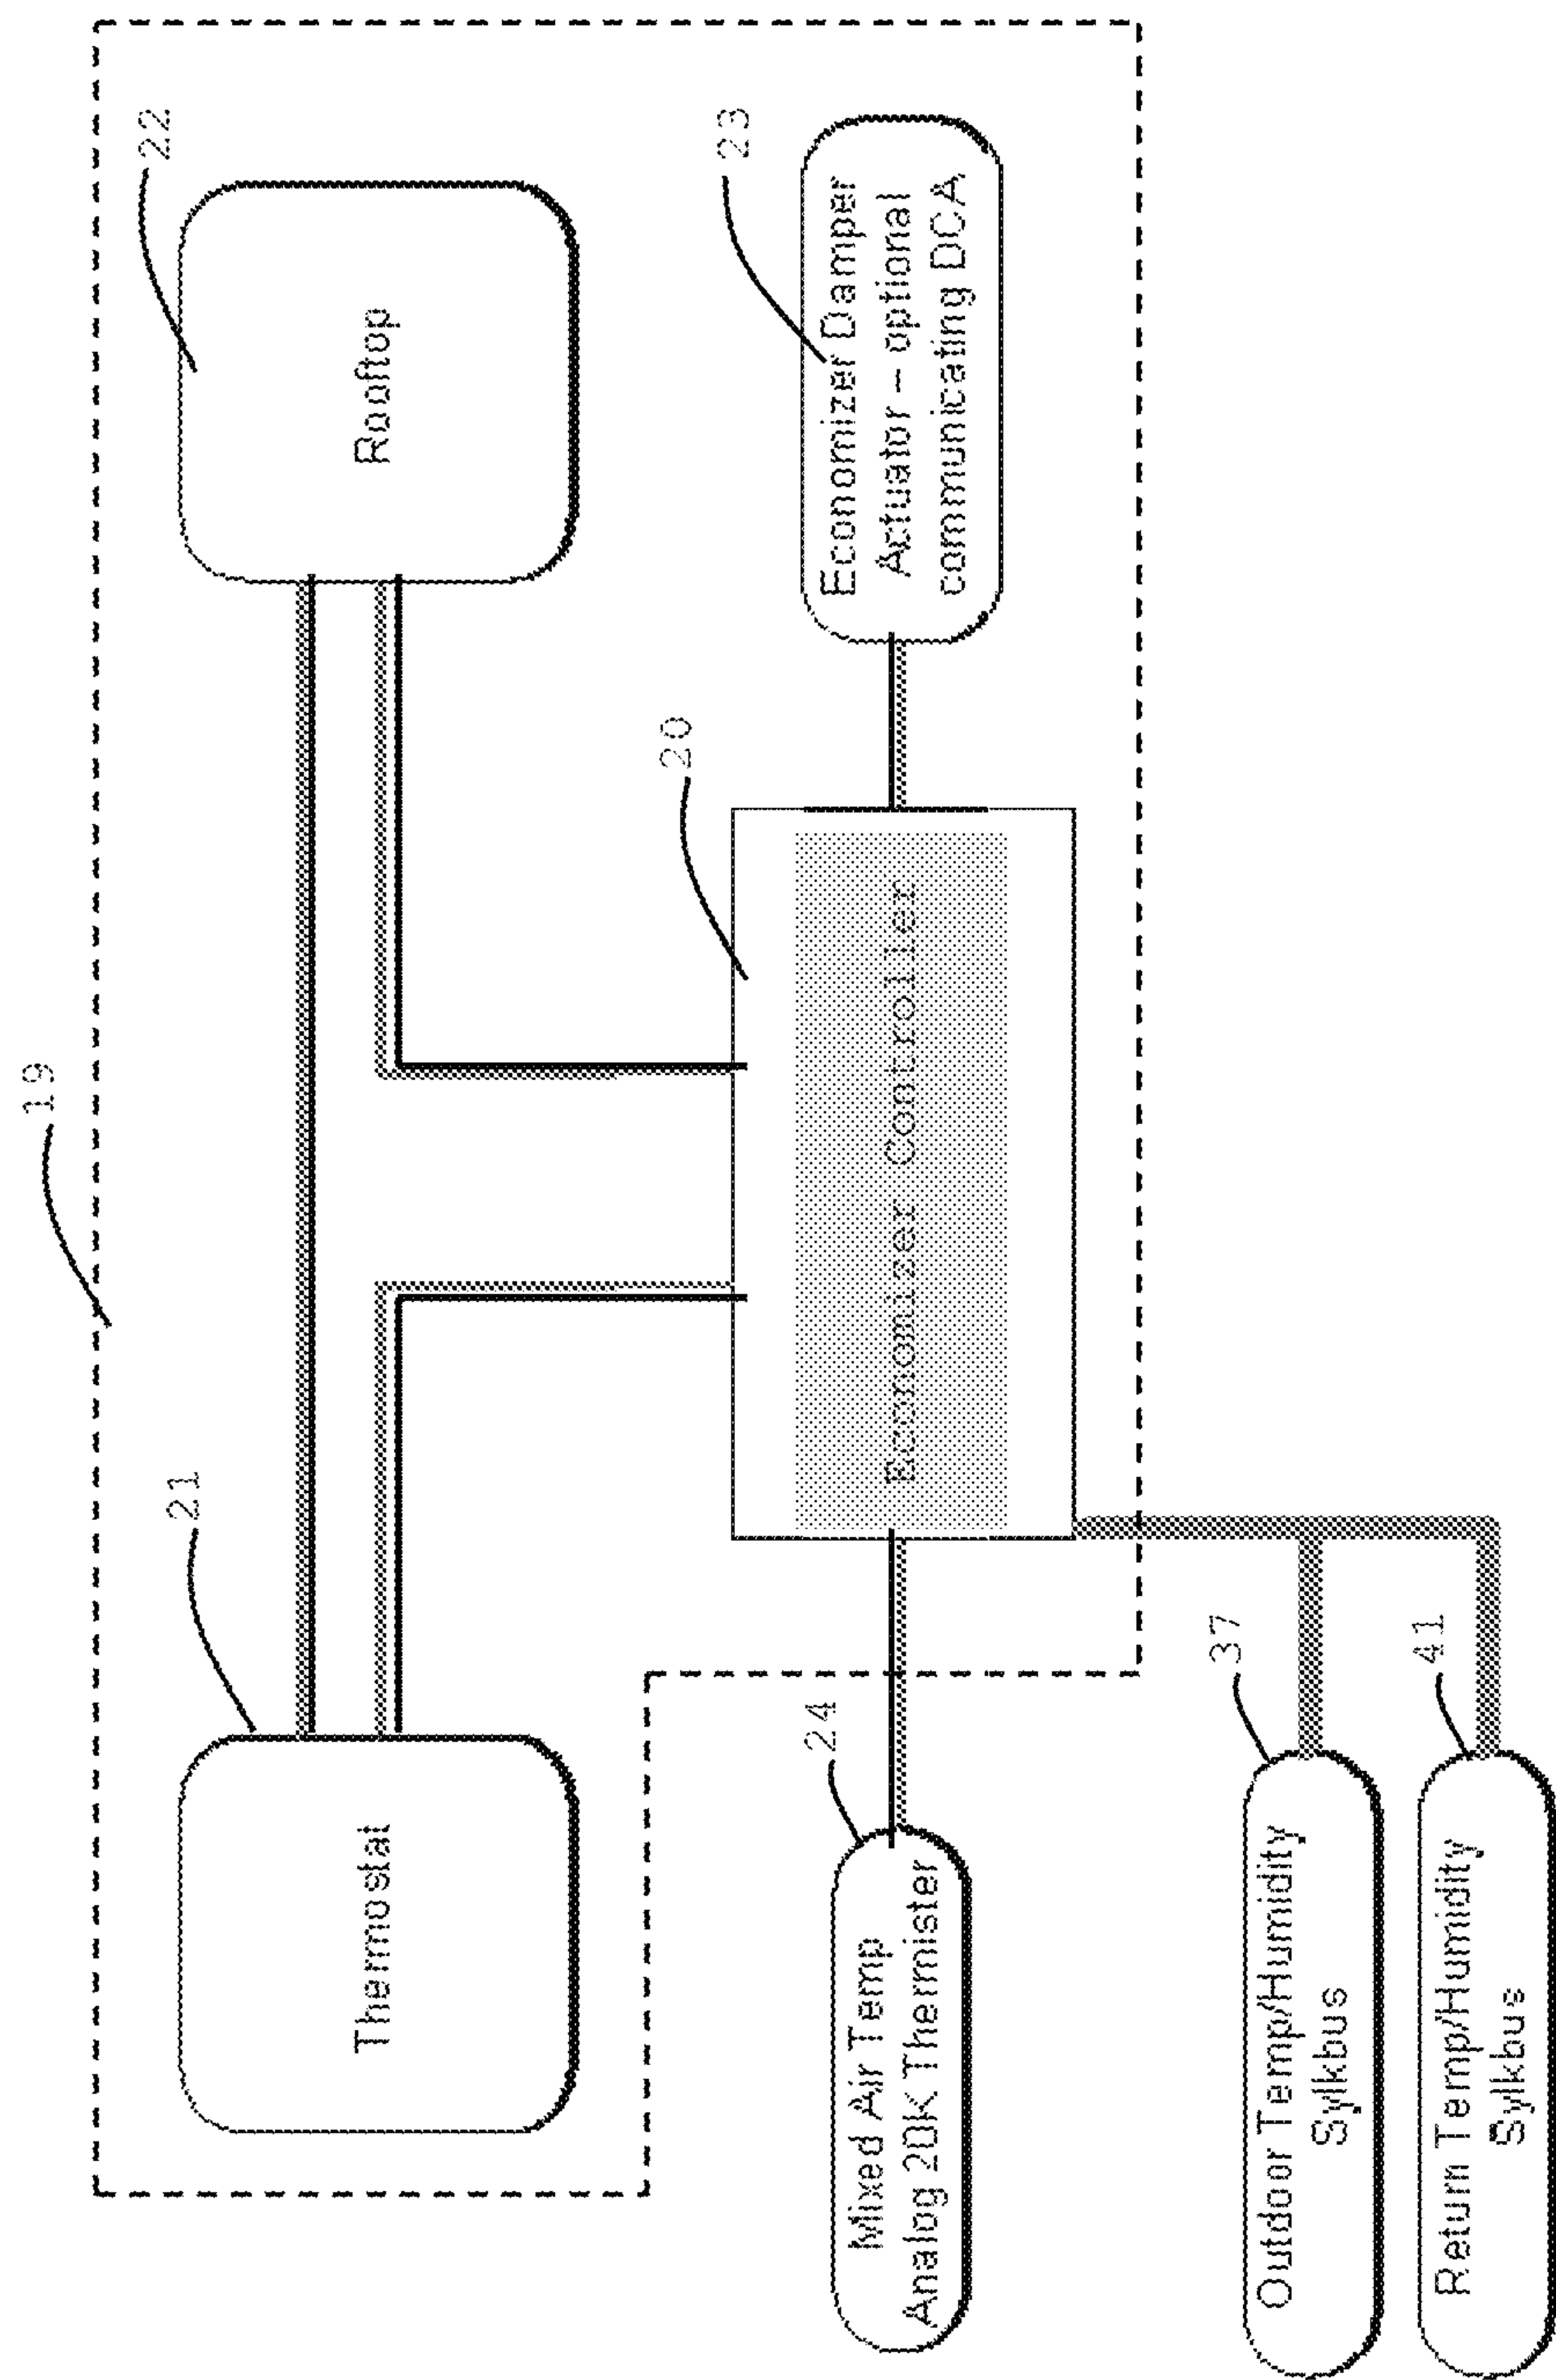 19
21
Thermostat
22
Rooftop
20
Economizer Controller
23
Economizer Damper
Actuator – optional
communicating DCA
24
Mixed Air Temp
Analog 20K Thermister
37
Outdoor Temp/Humidity
Sylkbus
41
Return Temp/Humidity
Sylkbus